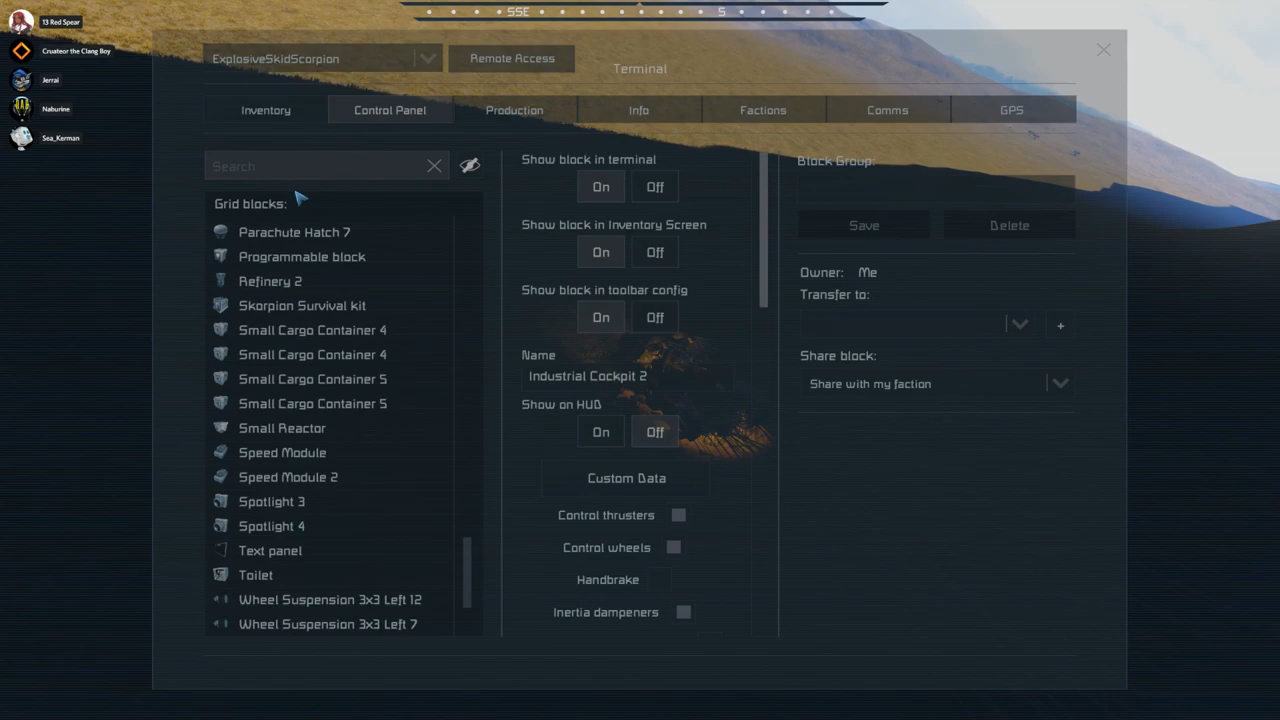 SSE
S
13 Red Spear
Cruateor the Clang Boy
Jerrai
Naburine
Sea_Kerman
ExplosiveSkidScorpion
Remote Access
Terminal
Inventory
Control Panel
Production
Info
Factions
Comms
GPS
Search
Grid blocks:
Parachute Hatch 7
Programmable block
Refinery 2
Skorpion Survival kit
Small Cargo Container 4
Small Cargo Container 4
Small Cargo Container 5
Small Cargo Container 5
Small Reactor
Speed Module
Speed Module 2
Spotlight 3
Spotlight 4
Text panel
Toilet
Wheel Suspension 3x3 Left 12
Wheel Suspension 3x3 Left 7
Show block in terminal
On
Off
Show block in Inventory Screen
On
Off
Show block in toolbar config
On
Off
Name
Industrial Cockpit 2
Show on HUD
On
Off
Custom Data
Control thrusters
Control wheels
Handbrake
Inertia dampeners
Block Group:
Save
Delete
Owner: Me
Transfer to:
+
Share block:
Share with my faction